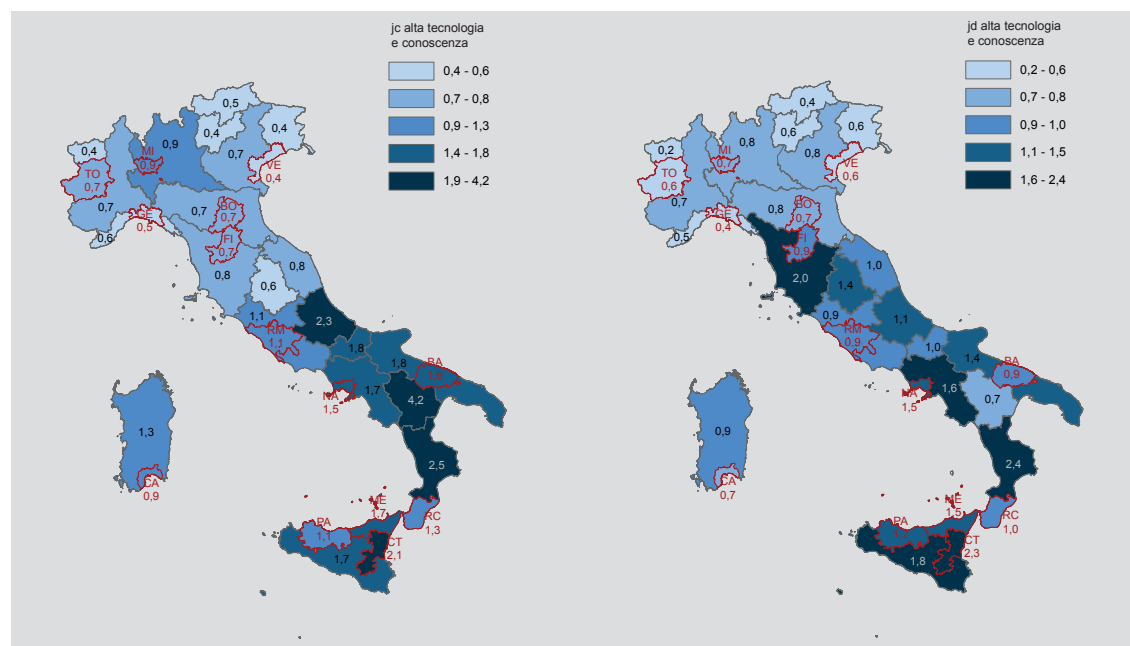 jc alta tecnologia
e conoscenza
0,4 - 0,6
0,7 - 0,8
0,9 - 1,3
1,4 - 1,8
1,9 - 4,2
0,5
0,4
0,4
0,9
MI
0,9
0,7
VE
0,4
0,4
TO
0,7
0,7
GE
0,5
0,6
0,7
BO
0,7
FI
0,7
0,8
0,8
0,6
1,1
RM
1,1
2,3
1,8
1,8
BA
1,7
NA
1,5
4,2
2,5
1,3
CA
0,9
ME
1,7
RC
1,3
PA
1,1
CT
2,1
1,7
jd alta tecnologia
e conoscenza
0,2 - 0,6
0,7 - 0,8
0,9 - 1,0
1,1 - 1,5
1,6 - 2,4
0,4
0,6
0,6
0,8
MI
0,7
0,8
VE
0,6
0,2
TO
0,6
0,7
GE
0,4
0,5
0,8
BO
0,7
FI
0,9
2,0
1,0
1,4
0,9
RM
0,9
1,1
1,0
1,4
BA
0,9
1,6
NA
1,5
0,7
2,4
0,9
CA
0,7
ME
1,5
RC
1,0
PA
CT
2,3
1,8